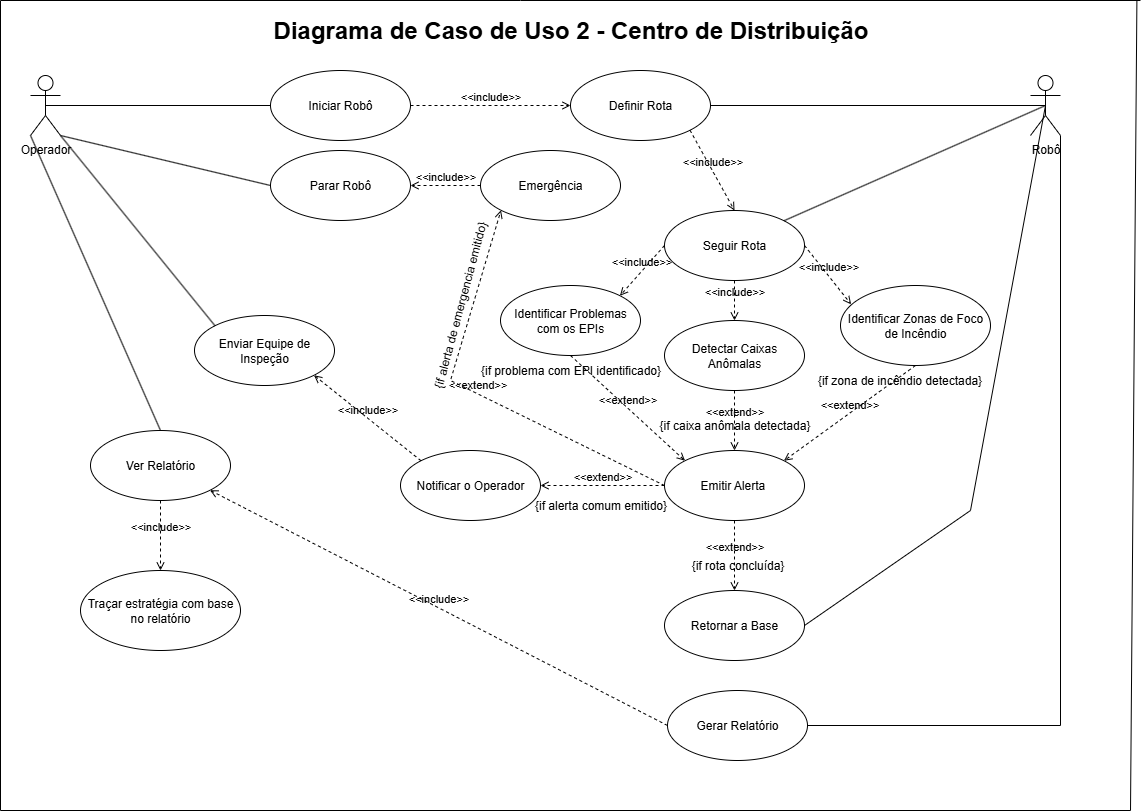 Diagrama de Caso de Uso 2 - Centro de Distribuição
Iniciar Robô
<<include>>
Definir Rota
Operador
Robô
<<include>>
Parar Robô
<<include>>
Emergência
Seguir Rota
<<include>>
<<include>>
<<include>>
{if alerta de emergencia emitido}
Identificar Problemas
com os EPIs
Identificar Zonas de Foco
de Incêndio
Enviar Equipe de
Inspeção
Detectar Caixas
Anômalas
{if problema com EPI identificado}
{if zona de incêndio detectada}
<<extend>>
<<extend>>
<<extend>>
<<include>>
<<extend>>
{if caixa anômala detectada}
Ver Relatório
<<extend>>
Notificar o Operador
Emitir Alerta
{if alerta comum emitido}
<<include>>
<<extend>>
{if rota concluída}
Traçar estratégia com base
no relatório
<<include>>
Retornar a Base
Gerar Relatório